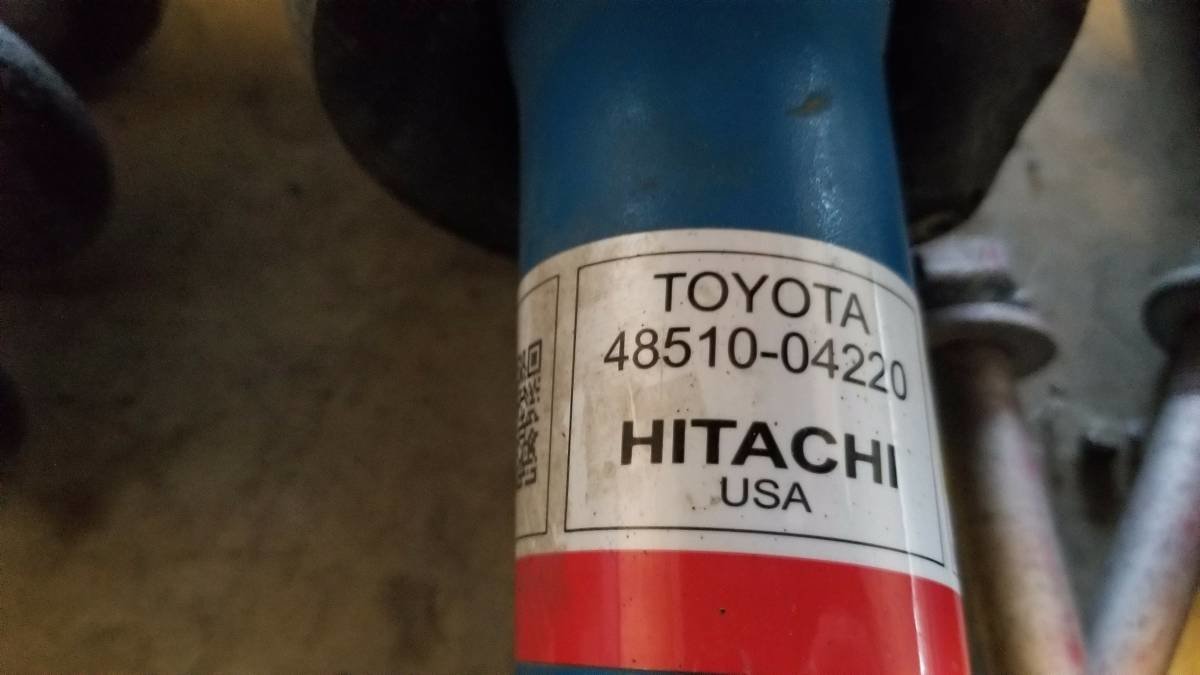 TOYOTA
48510-04220
HITACHI
USA